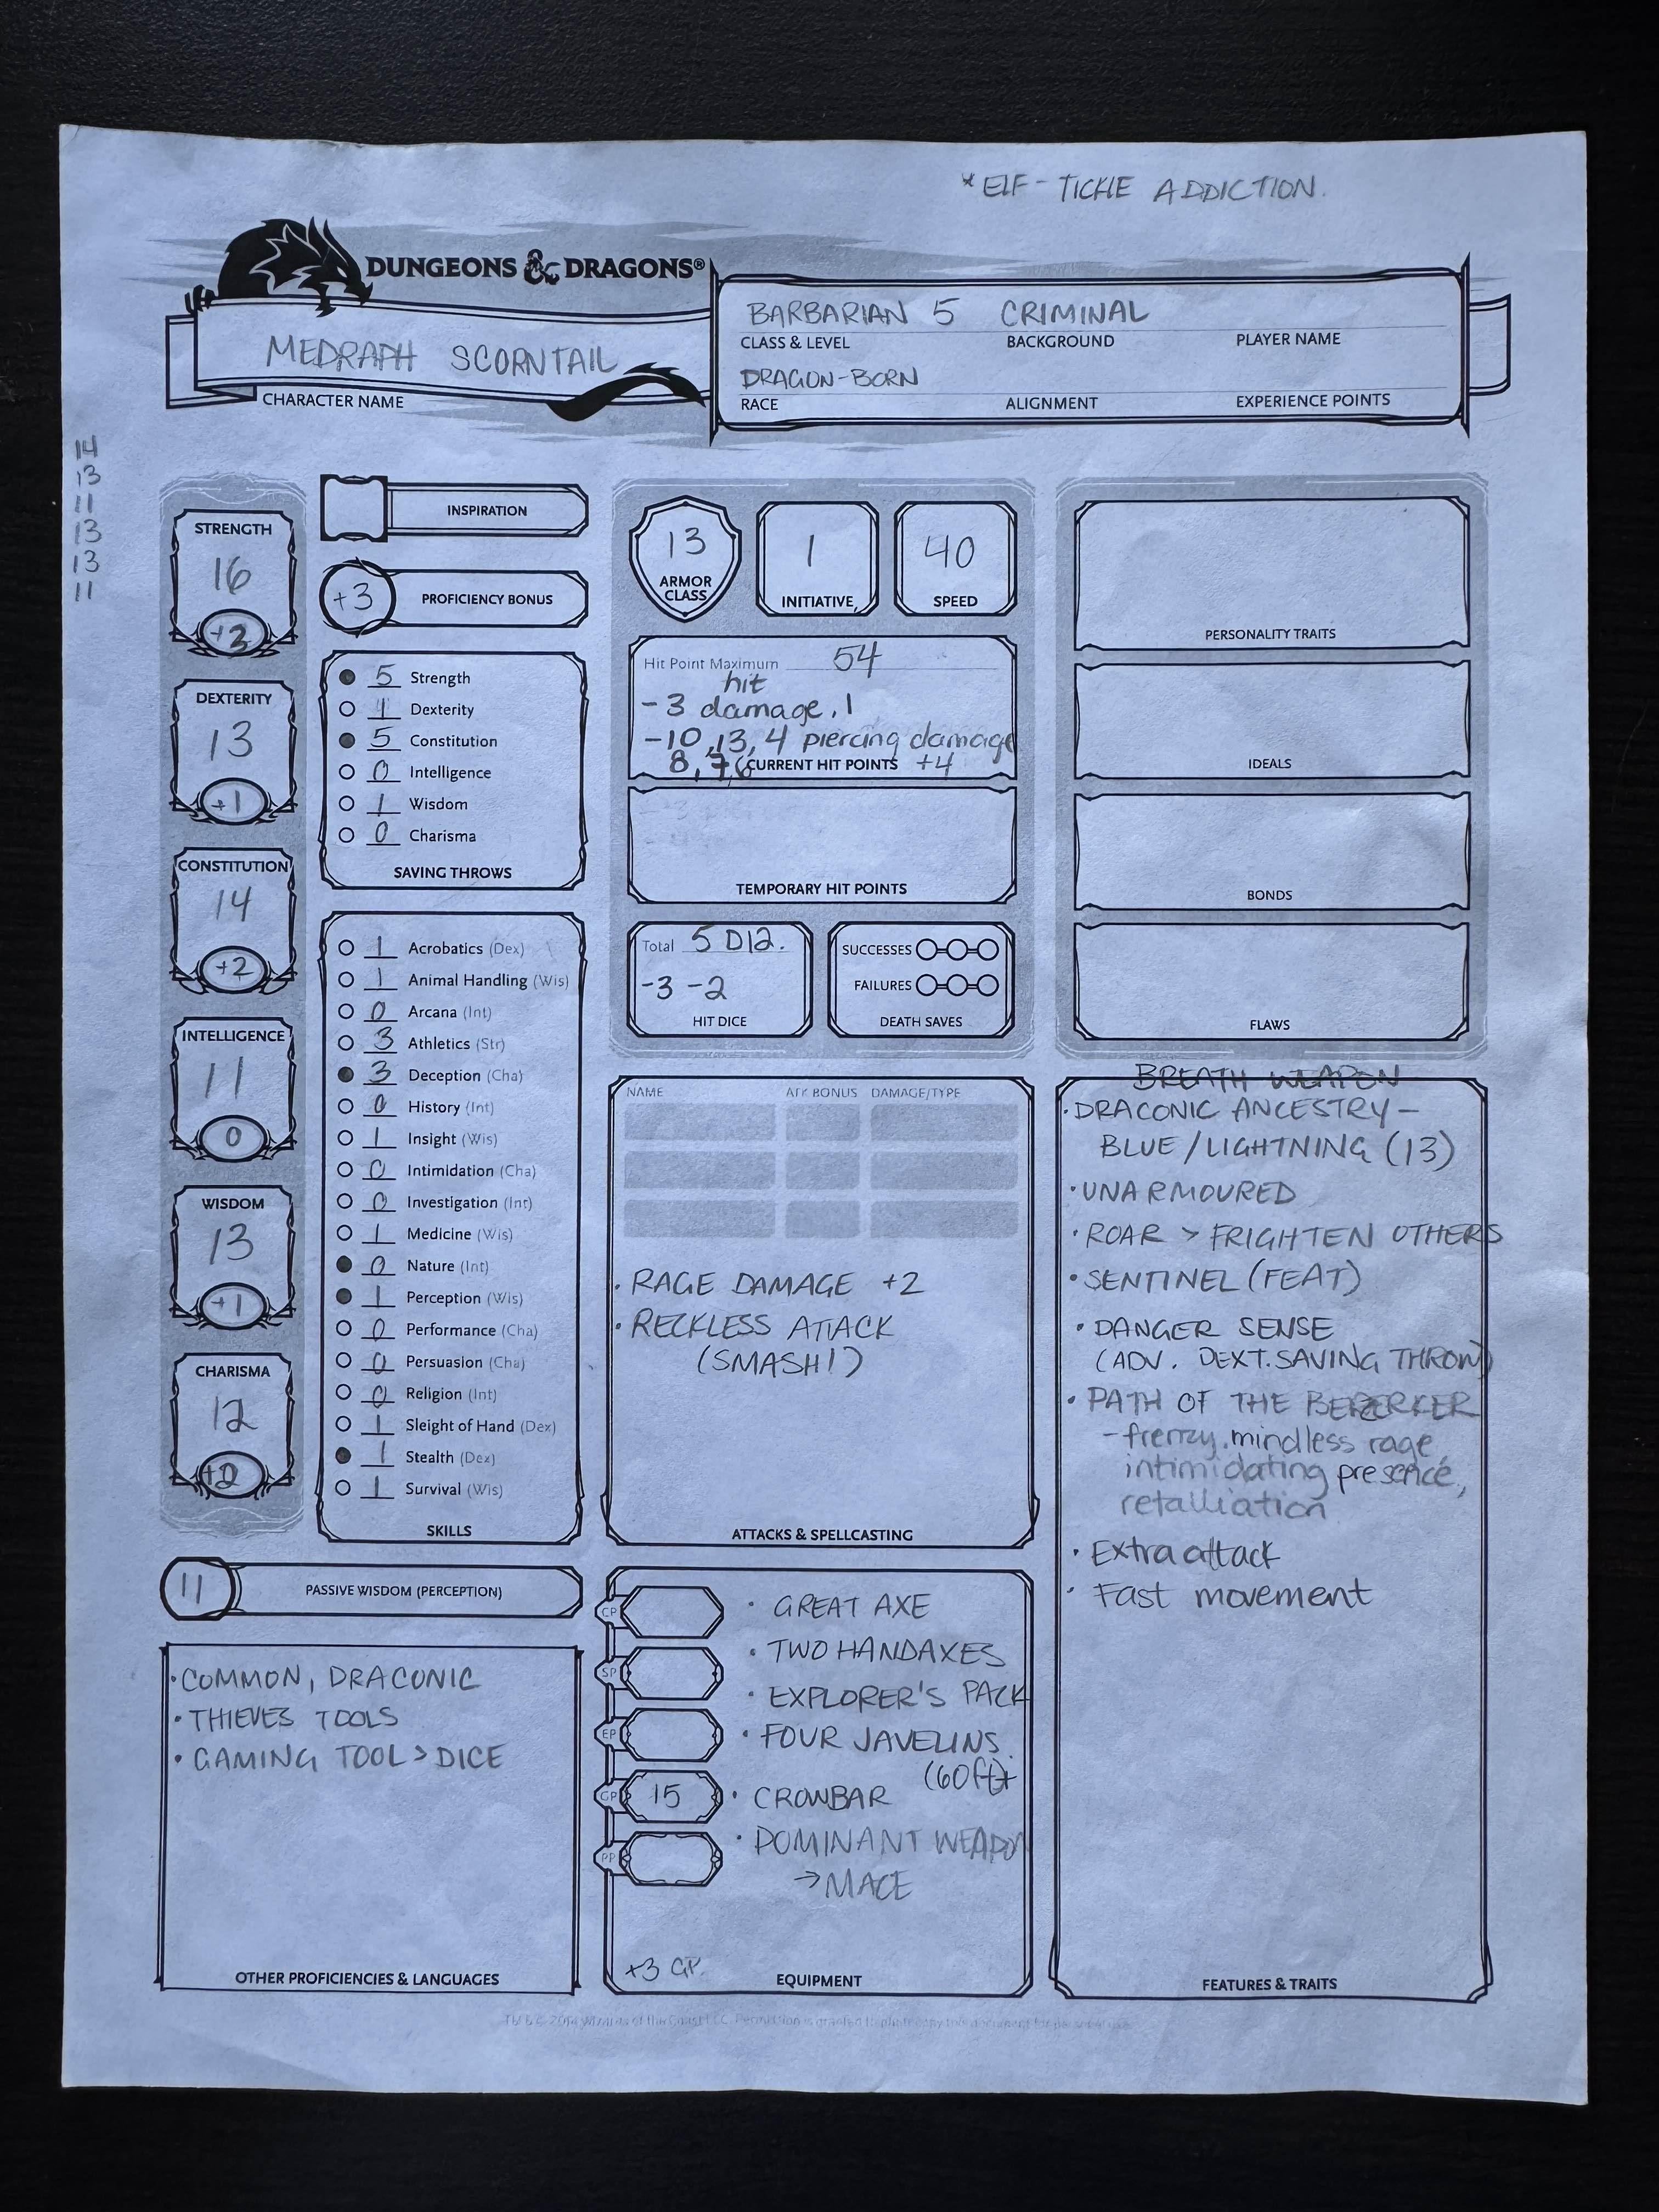 * ELF-TICKLE ADDICTION.
DUNGEONS & DRAGONS®
MEDRAPH SCORNTAIL
CHARACTER NAME
BARBARIAN 5 CRIMINAL
CLASS & LEVEL BACKGROUND PLAYER NAME
DRAGON-BORN
RACE ALIGNMENT EXPERIENCE POINTS
14
13
11
13
13
11
STRENGTH
16
+3
DEXTERITY
13
+1
CONSTITUTION
14
+2
INTELLIGENCE
11
0
WISDOM
13
+1
CHARISMA
12
INSPIRATION
+3 PROFICIENCY BONUS
5 Strength
1 Dexterity
5 Constitution
0 Intelligence
1 Wisdom
0 Charisma
SAVING THROWS
1 Acrobatics (Dex)
1 Animal Handling (Wis)
0 Arcana (Int)
3 Athletics (Str)
3 Deception (Cha)
0 History (Int)
1 Insight (Wis)
0 Intimidation (Cha)
0 Investigation (Int)
1 Medicine (Wis)
0 Nature (Int)
1 Perception (Wis)
0 Performance (Cha)
0 Persuasion (Cha)
0 Religion (Int)
1 Sleight of Hand (Dex)
1 Stealth (Dex)
1 Survival (Wis)
SKILLS
11 PASSIVE WISDOM (PERCEPTION)
• COMMON, DRACONIC
• THIEVES TOOLS
• GAMING TOOL > DICE
OTHER PROFICIENCIES & LANGUAGES
13
ARMOR
CLASS
1
INITIATIVE
40
SPEED
Hit Point Maximum 54
hit
-3 damage, 1
-10, 13, 4 piercing damage
8, 7, 6 CURRENT HIT POINTS +4
TEMPORARY HIT POINTS
Total 5 D12.
-3 -2
HIT DICE
SUCCESSES
FAILURES
DEATH SAVES
NAME ATK BONUS DAMAGE/TYPE
• RAGE DAMAGE +2
• RECKLESS ATTACK
(SMASH!)
ATTACKS & SPELLCASTING
CP
SP
EP
GP 15
PP
• GREAT AXE
• TWO HANDAXES
• EXPLORER'S PACK
• FOUR JAVELINS.
(60ft)
• CROWBAR
• DOMINANT WEAPON
→ MACE
+3 GP.
EQUIPMENT
PERSONALITY TRAITS
IDEALS
BONDS
FLAWS
BREATH WEAPON
• DRACONIC ANCESTRY –
BLUE/LIGHTNING (13)
• UNARMOURED
• ROAR > FRIGHTEN OTHERS
• SENTINEL (FEAT)
• DANGER SENSE
(ADV. DEXT. SAVING THROW)
• PATH OF THE BERZERKER
- frenzy, mindless rage,
intimidating presence,
retalliation
• Extra attack
• Fast movement
FEATURES & TRAITS
TM & © 2014 Wizards of the Coast LLC. Permission is granted to photocopy this document for personal use.